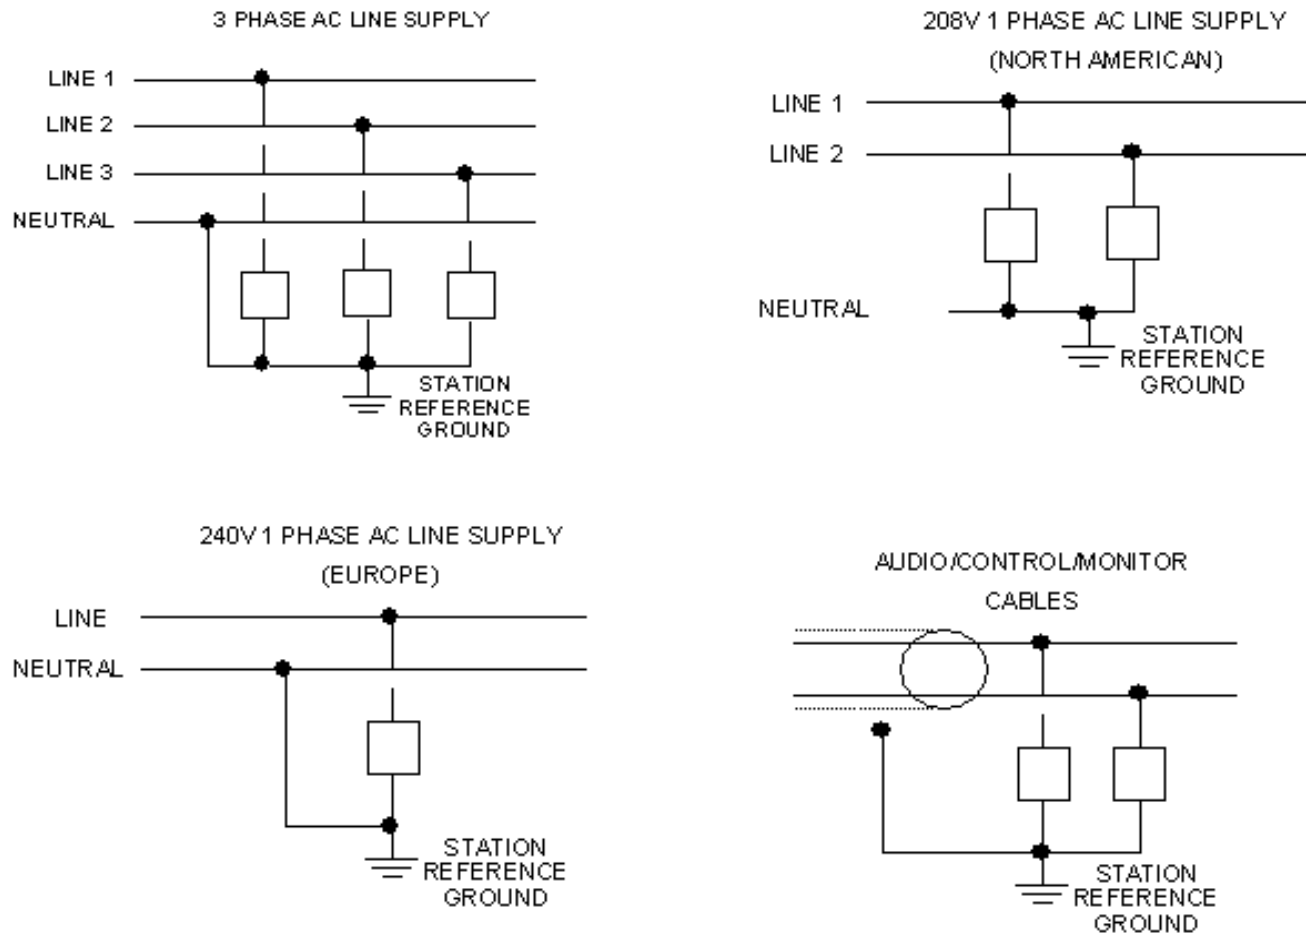 3 PHASE AC LINE SUPPLY
LINE 1
LINE 2
LINE 3
NEUTRAL
STATION
REFERENCE
GROUND
208V 1 PHASE AC LINE SUPPLY
(NORTH AMERICAN)
LINE 1
LINE 2
NEUTRAL
STATION
REFERENCE
GROUND
240V 1 PHASE AC LINE SUPPLY
(EUROPE)
LINE
NEUTRAL
STATION
REFERENCE
GROUND
AUDIO/CONTROL/MONITOR
CABLES
STATION
REFERENCE
GROUND